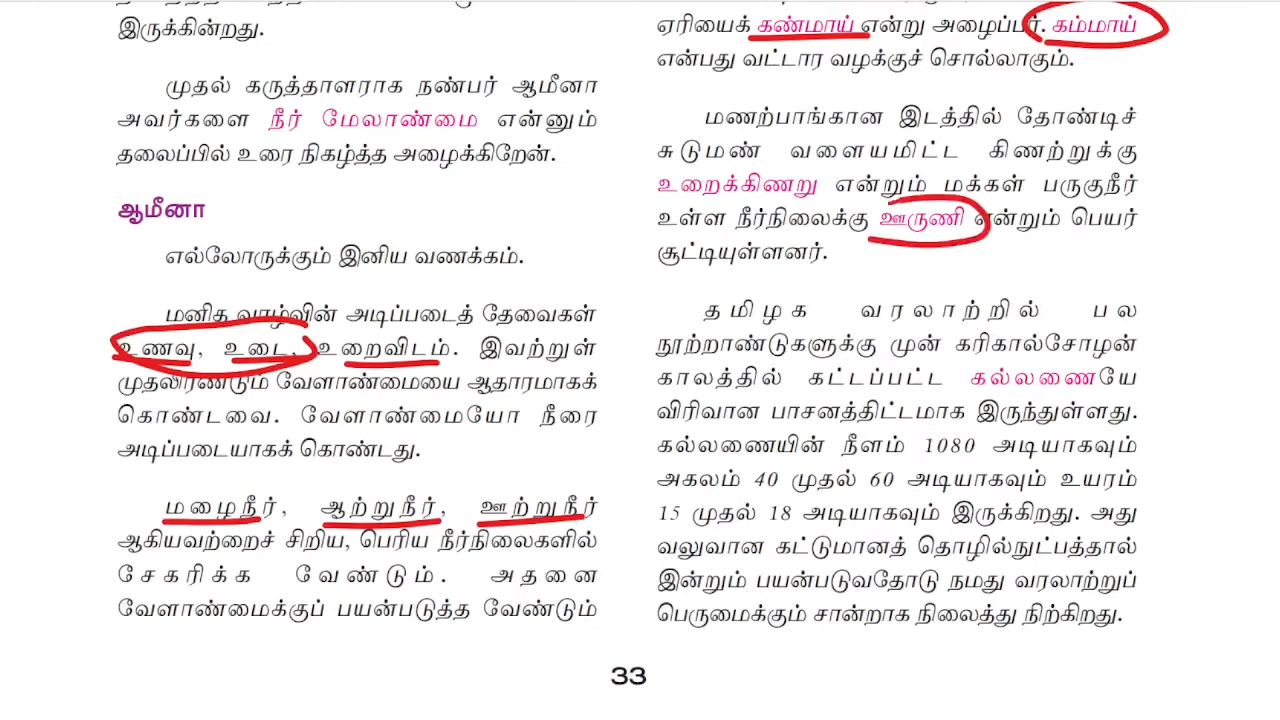 இருக்கின்றது.
முதல் கருத்தாளராக நண்பர் ஆமீனா
அவர்களை நீர் மேலாண்மை என்னும்
தலைப்பில் உரை நிகழ்த்த அழைக்கிறேன்.
ஆமீனா
எல்லோருக்கும் இனிய வணக்கம்.
மனித வாழ்வின் அடிப்படைத் தேவைகள்
உணவு, உடை, உறைவிடம். இவற்றுள்
முதலிரண்டும் வேளாண்மையை ஆதாரமாகக்
கொண்டவை. வேளாண்மையோ நீரை
அடிப்படையாகக் கொண்டது.
மழைநீர், ஆற்றுநீர், ஊற்றுநீர்
ஆகியவற்றைச் சிறிய, பெரிய நீர்நிலைகளில்
சேகரிக்க வேண்டும். அதனை
வேளாண்மைக்குப் பயன்படுத்த வேண்டும்
ஏரியைக் கண்மாய் என்று அழைப்பர். கம்மாய்
என்பது வட்டார வழக்குச் சொல்லாகும்.
மணற்பாங்கான இடத்தில் தோண்டிச்
சுடுமண் வளையமிட்ட கிணற்றுக்கு
உறைக்கிணறு என்றும் மக்கள் பருகுநீர்
உள்ள நீர்நிலைக்கு ஊருணி என்றும் பெயர்
சூட்டியுள்ளனர்.
தமிழக வரலாற்றில் பல
நூற்றாண்டுகளுக்கு முன் கரிகால்சோழன்
காலத்தில் கட்டப்பட்ட கல்லணையே
விரிவான பாசனத்திட்டமாக இருந்துள்ளது.
கல்லணையின் நீளம் 1080 அடியாகவும்
அகலம் 40 முதல் 60 அடியாகவும் உயரம்
15 முதல் 18 அடியாகவும் இருக்கிறது. அது
வலுவான கட்டுமானத் தொழில்நுட்பத்தால்
இன்றும் பயன்படுவதோடு நமது வரலாற்றுப்
பெருமைக்கும் சான்றாக நிலைத்து நிற்கிறது.
33